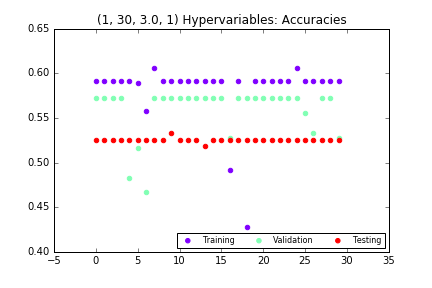 (1, 30, 3.0, 1) Hypervariables: Accuracies
0.65
0.60
0.55
0.50
0.45
0.40
Training Validation Testing
-5 0 5 10 15 20 25 30 35